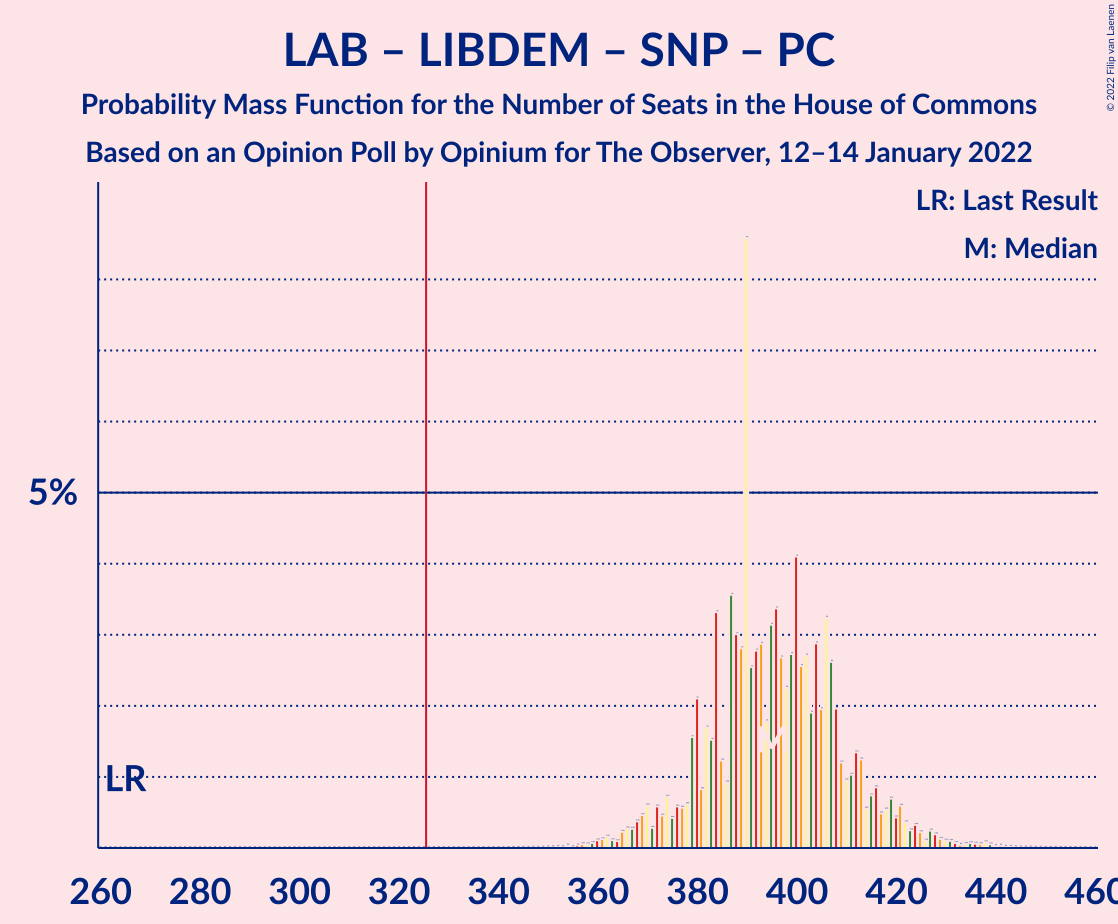 LAB – LIBDEM – SNP – PC
Probability Mass Function for the Number of Seats in the House of Commons
Based on an Opinion Poll by Opinium for The Observer, 12–14 January 2022
© 2022 Filip van Laenen
LR: Last Result
M: Median
5%
LR
260 280 300 320 340 360 380 400 420 440 460